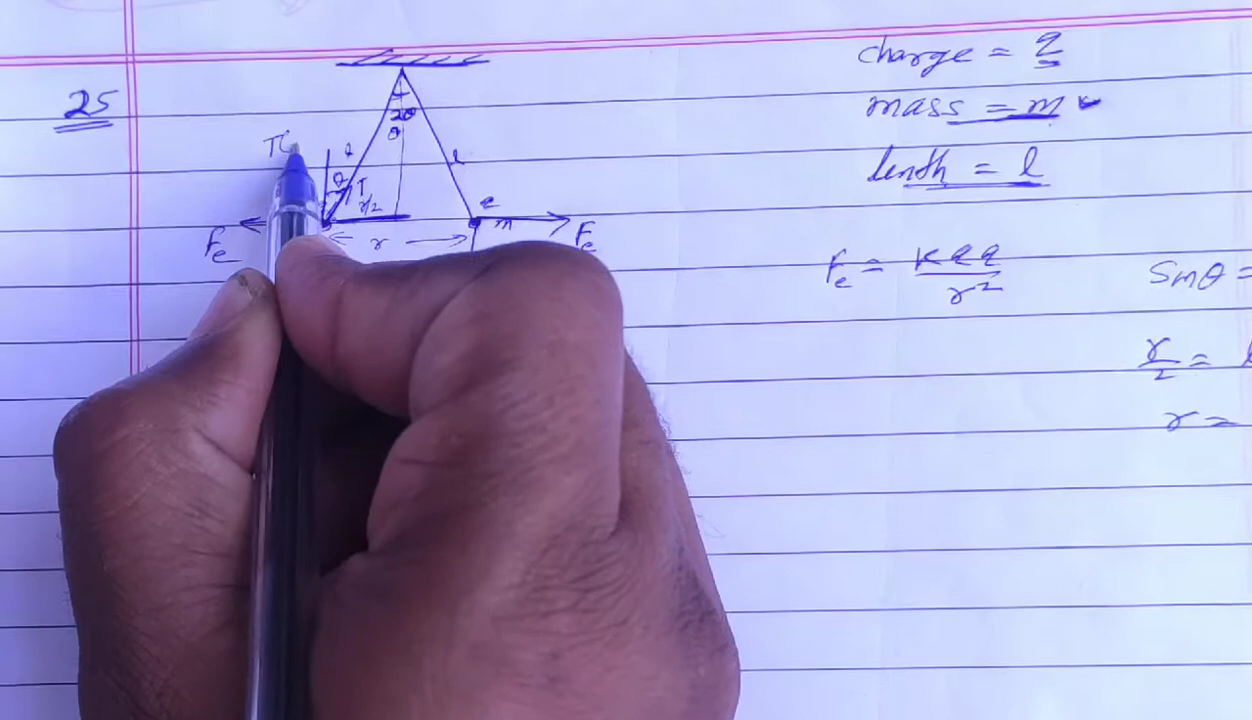 25
charge = q
mass = m
lenth = l
2θ
θ
l
l
T
θ
T
r/2
r
e
m
Fe
Fe
Fe = Kqq / r²
Sinθ =
r/2 =
r =